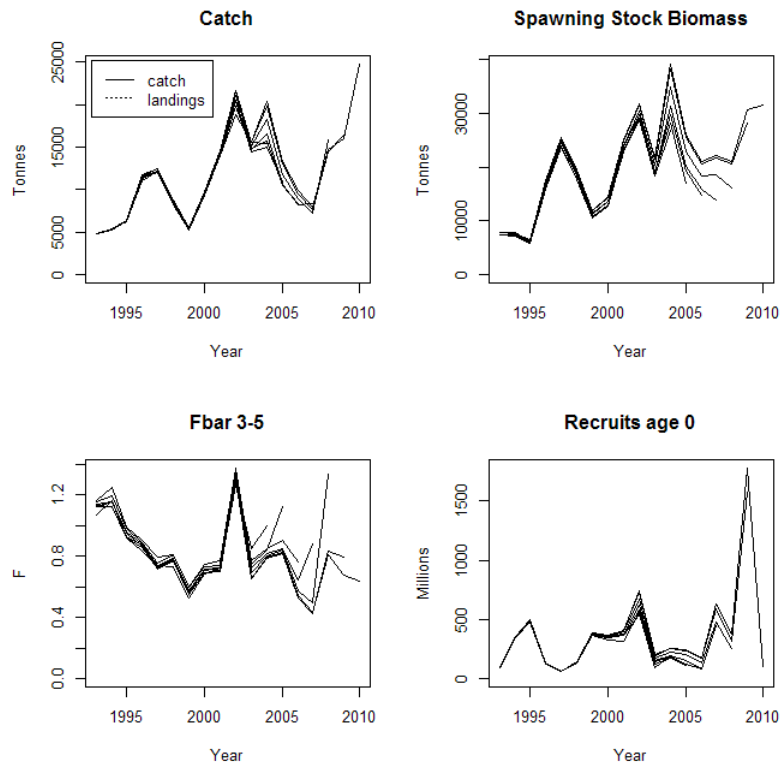 Catch
Tonnes
25000
15000
5000
0
catch
landings
1995
2000
2005
2010
Year
Spawning Stock Biomass
Tonnes
30000
10000
0
1995
2000
2005
2010
Year
Fbar 3-5
F
1.2
0.8
0.4
0.0
1995
2000
2005
2010
Year
Recruits age 0
Millions
1500
1000
500
0
1995
2000
2005
2010
Year